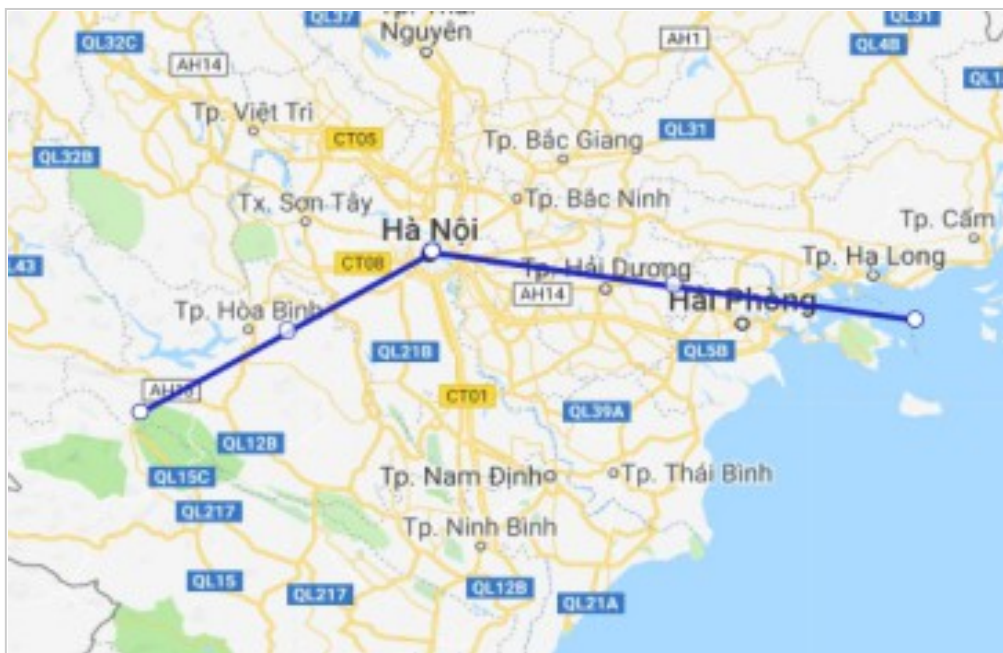 QL37
QL31
Nguyên
AH1
QL32C
QL4B
AH14
Tp. Việt Trì
CT05
QL31
Tp. Bắc Giang
QL32B
Tx. Sơn Tây
Tp. Bắc Ninh
Hà Nội
Tp. Cẩm
CT08
Tp. Hải Dương
Tp. Hạ Long
AH14
Hải Phòng
Tp. Hòa Bình
QL21B
QL5B
CT01
QL39A
QL12B
QL15C
Tp. Nam Định
Tp. Thái Bình
QL217
Tp. Ninh Bình
QL15
QL217
QL12B
QL21A